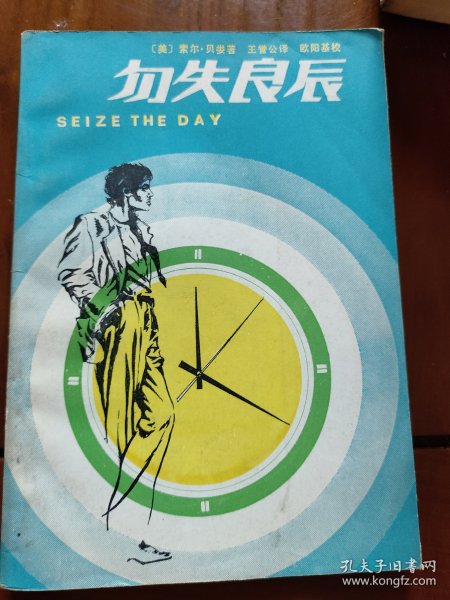 〔美〕索尔·贝娄著 王誉公译 欧阳基校
勿失良辰
SEIZE THE DAY
孔夫子旧书网
www.kongfz.com